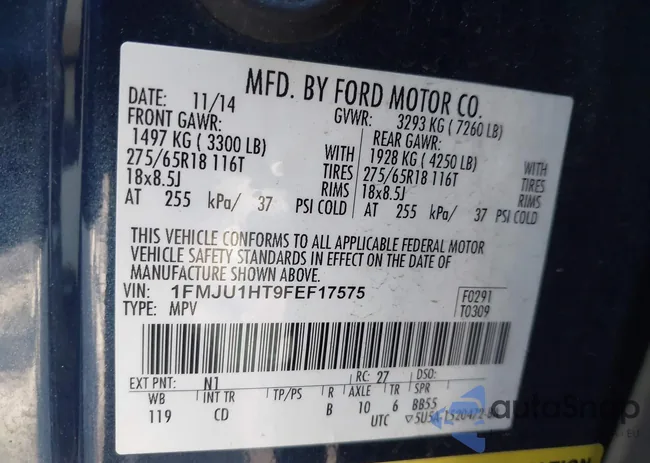 MFD. BY FORD MOTOR CO.
DATE: 11/14 GVWR: 3293 KG ( 7260 LB)
FRONT GAWR: REAR GAWR:
1497 KG ( 3300 LB) WITH 1928 KG ( 4250 LB) WITH
275/65R18 116T TIRES 275/65R18 116T TIRES
18x8.5J RIMS 18x8.5J RIMS
AT 255 kPa/ 37 PSI COLD AT 255 kPa/ 37 PSI COLD
THIS VEHICLE CONFORMS TO ALL APPLICABLE FEDERAL MOTOR
VEHICLE SAFETY STANDARDS IN EFFECT ON THE DATE OF
MANUFACTURE SHOWN ABOVE.
VIN: 1FMJU1HT9FEF17575 F0291
TYPE: MPV T0309
EXT PNT: N1 RC: 27 DSO:
WB INT TR TP/PS R AXLE TR SPR
119 CD B 10 6 BB55
UTC
autoSnap